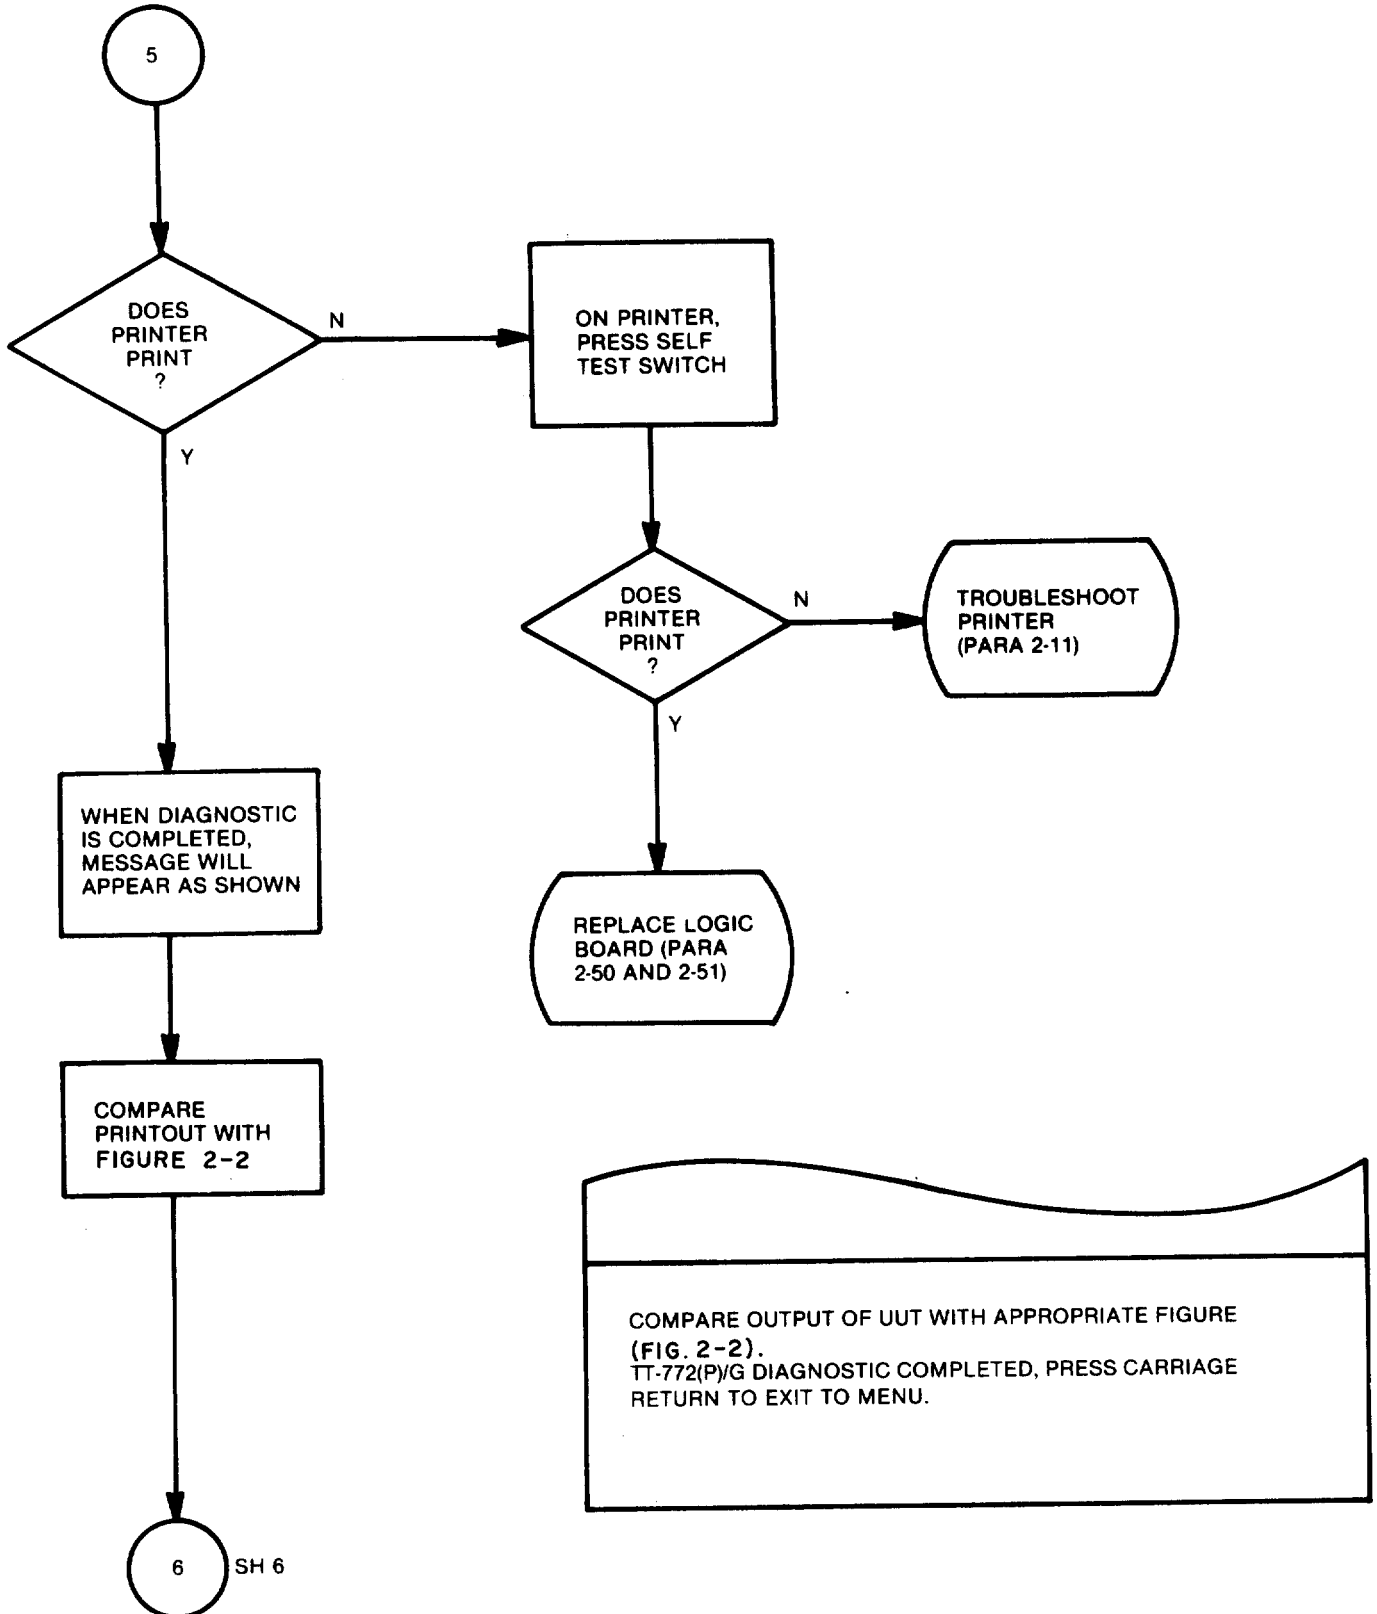 5
DOES
PRINTER
PRINT
?
N
Y
ON PRINTER,
PRESS SELF
TEST SWITCH
DOES
PRINTER
PRINT
?
N
Y
TROUBLESHOOT
PRINTER
(PARA 2-11)
REPLACE LOGIC
BOARD (PARA
2-50 AND 2-51)
WHEN DIAGNOSTIC
IS COMPLETED,
MESSAGE WILL
APPEAR AS SHOWN
COMPARE
PRINTOUT WITH
FIGURE 2-2
COMPARE OUTPUT OF UUT WITH APPROPRIATE FIGURE
(FIG. 2-2).
TT-772(P)/G DIAGNOSTIC COMPLETED, PRESS CARRIAGE
RETURN TO EXIT TO MENU.
6 SH 6